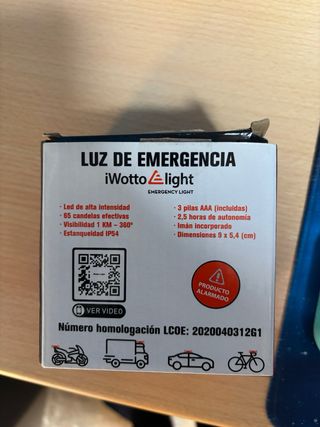 LUZ DE EMERGENCIA
iWotto light
EMERGENCY LIGHT
· Led de alta intensidad
· 65 candelas efectivas
· Visibilidad 1 KM – 360º
· Estanqueidad IP54
· 3 pilas AAA (incluidas)
· 2,5 horas de autonomía
· Imán incorporado
· Dimensiones 9 x 5,4 (cm)
VER VIDEO
PRODUCTO
ALARMADO
Número homologación LCOE: 2020040312G1